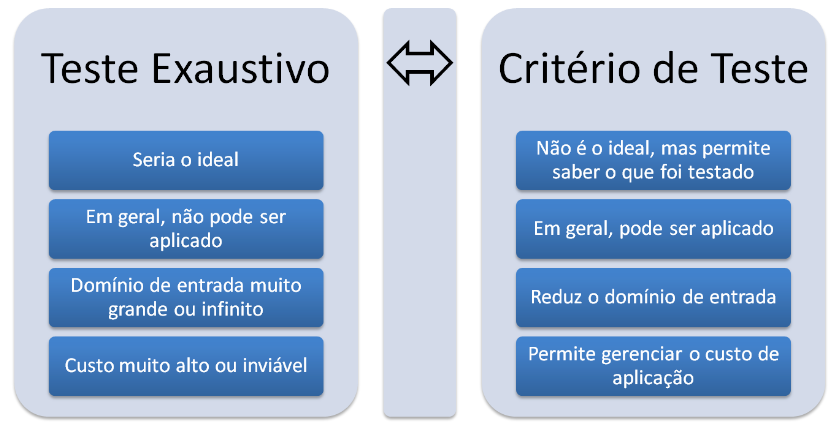 Teste Exaustivo
Seria o ideal
Em geral, não pode ser
aplicado
Domínio de entrada muito
grande ou infinito
Custo muito alto ou inviável
Critério de Teste
Não é o ideal, mas permite
saber o que foi testado
Em geral, pode ser aplicado
Reduz o domínio de entrada
Permite gerenciar o custo de
aplicação